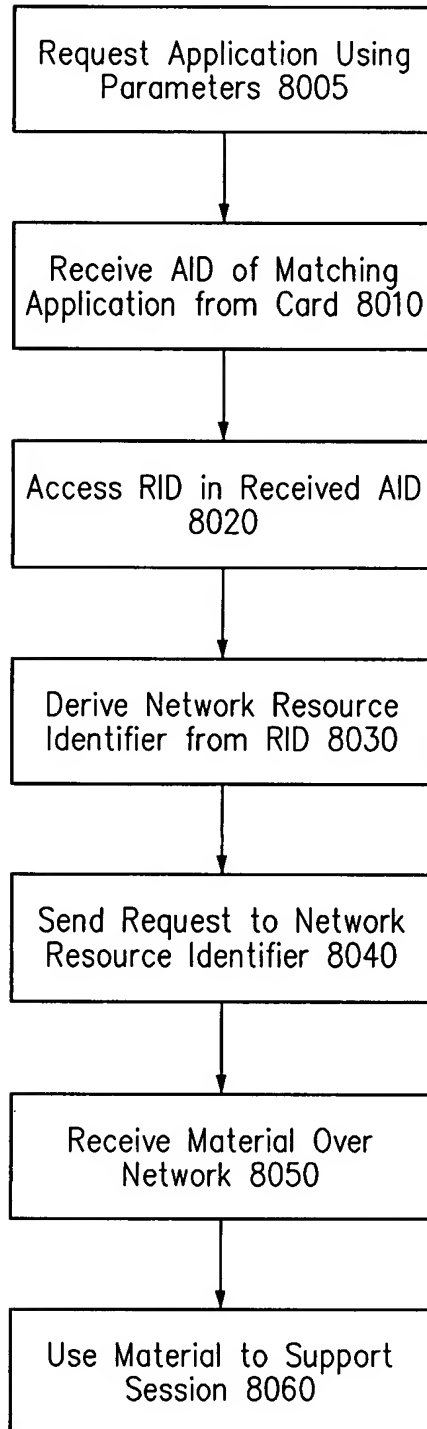 Request Application Using
Parameters 8005
Receive AID of Matching
Application from Card 8010
Access RID in Received AID
8020
Derive Network Resource
Identifier from RID 8030
Send Request to Network
Resource Identifier 8040
Receive Material Over
Network 8050
Use Material to Support
Session 8060